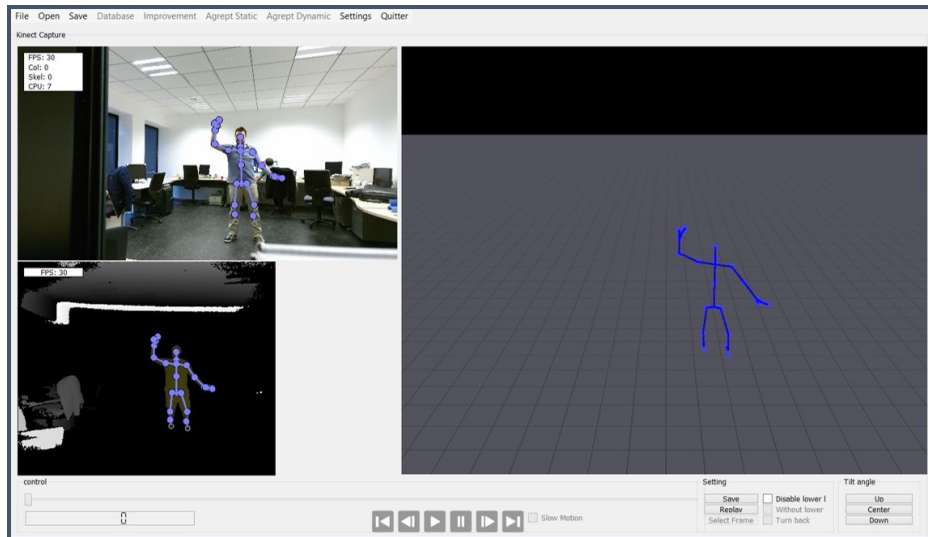 File Open Save Database Improvement Agrept Static Agrept Dynamic Settings Quitter
Kinect Capture
FPS: 30
Col: 0
Skel: 0
CPU: 7
FPS: 30
control
0
Slow Motion
Setting
Save
Replay
Select Frame
Disable lower l
Without lower
Turn back
Tilt angle
Up
Center
Down